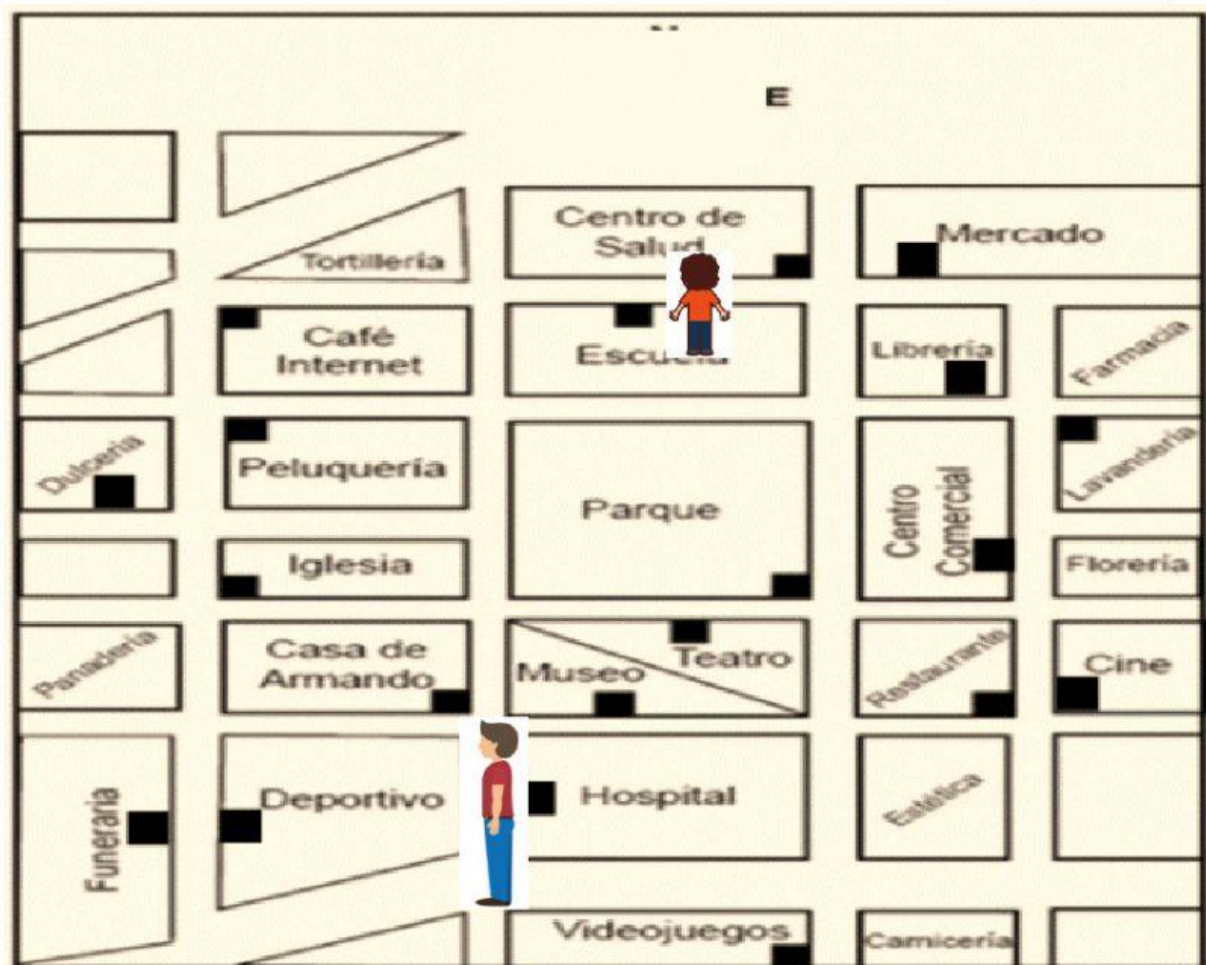 E
Centro de
Salud
Mercado
Tortillería
Café
Internet
Escuela
Librería
Farmacia
Dulcería
Peluquería
Parque
Centro
Comercial
Lavandería
Iglesia
Florería
Panadería
Casa de
Armando
Museo
Teatro
Restaurante
Cine
Funeraria
Deportivo
Hospital
Estética
Videojuegos
Carnicería